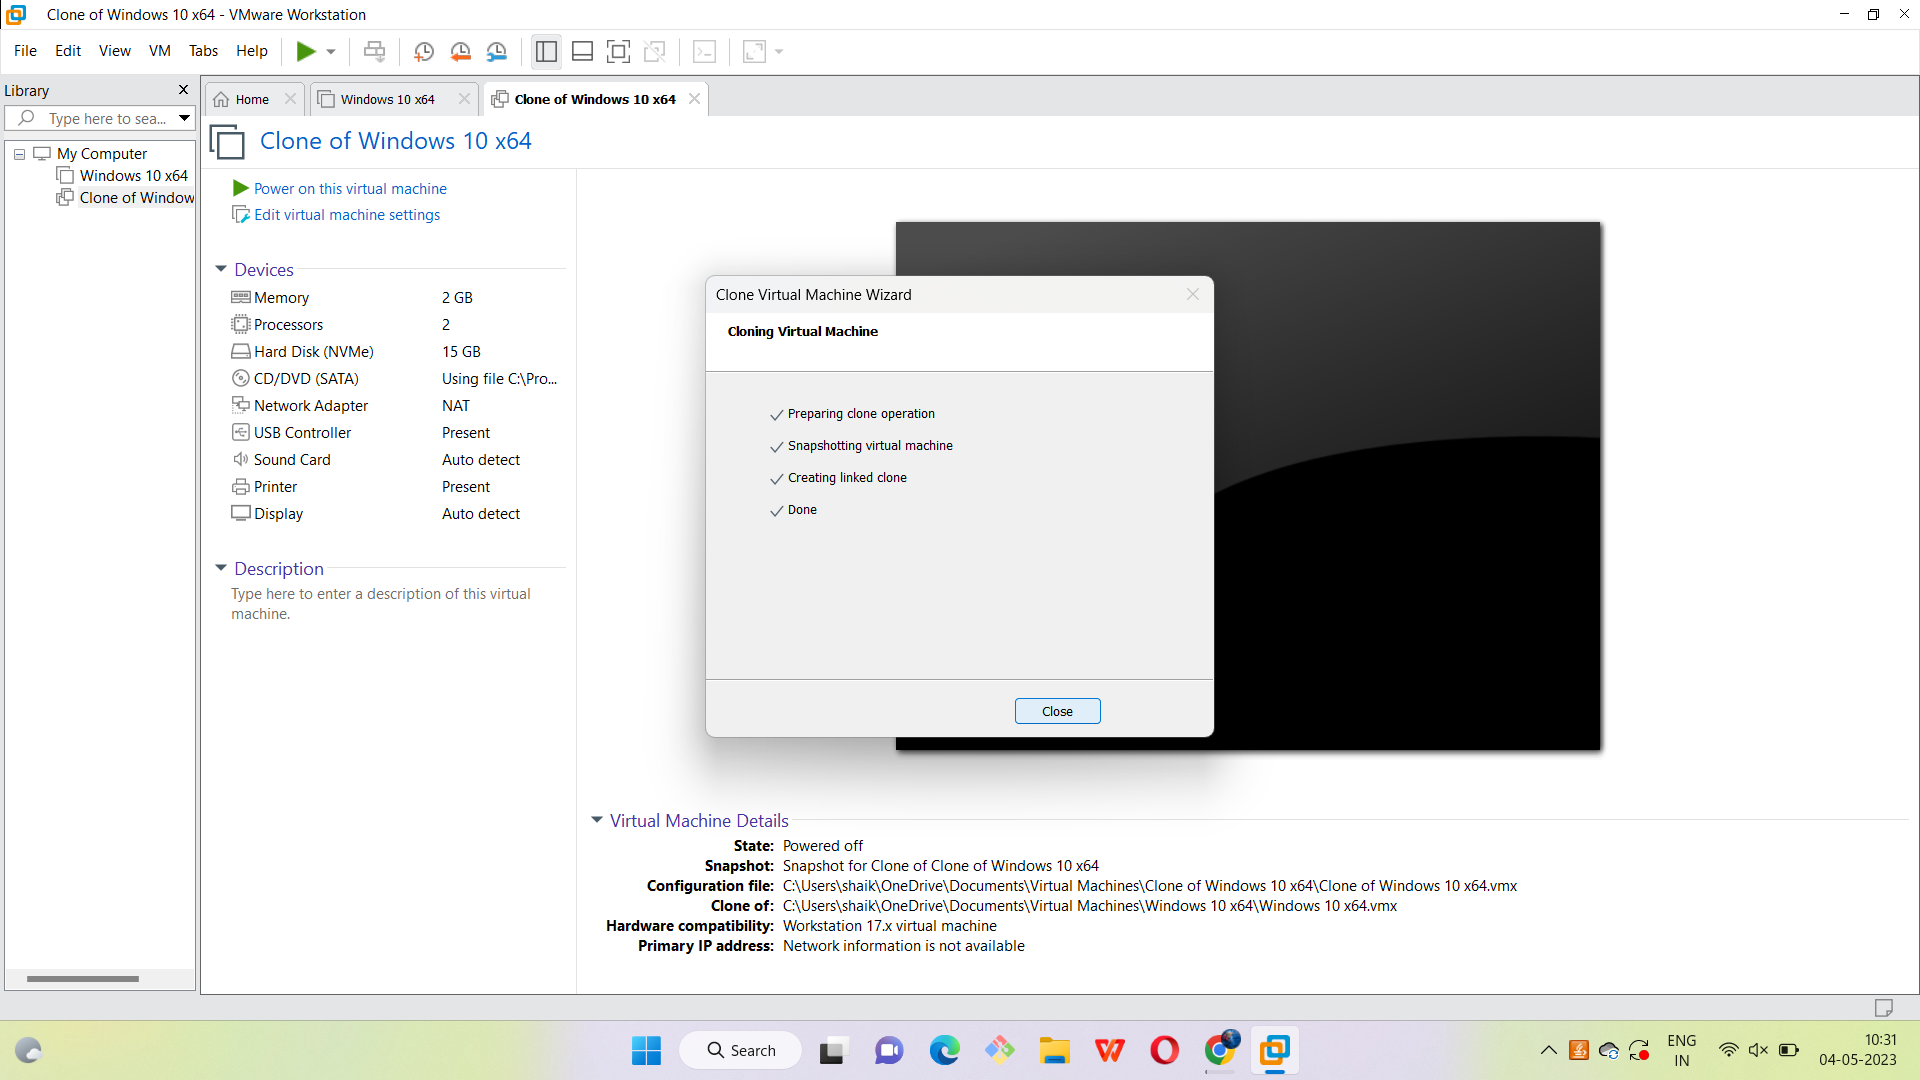 Clone of Windows 10 x64 - VMware Workstation
File Edit View VM Tabs Help
Library
Type here to sea...
My Computer
Windows 10 x64
Clone of Window
Home
Windows 10 x64
Clone of Windows 10 x64
Clone of Windows 10 x64
Power on this virtual machine
Edit virtual machine settings
Devices
Memory 2 GB
Processors 2
Hard Disk (NVMe) 15 GB
CD/DVD (SATA) Using file C:\Pro...
Network Adapter NAT
USB Controller Present
Sound Card Auto detect
Printer Present
Display Auto detect
Description
Type here to enter a description of this virtual
machine.
Clone Virtual Machine Wizard
Cloning Virtual Machine
Preparing clone operation
Snapshotting virtual machine
Creating linked clone
Done
Close
Virtual Machine Details
State: Powered off
Snapshot: Snapshot for Clone of Clone of Windows 10 x64
Configuration file: C:\Users\shaik\OneDrive\Documents\Virtual Machines\Clone of Windows 10 x64\Clone of Windows 10 x64.vmx
Clone of: C:\Users\shaik\OneDrive\Documents\Virtual Machines\Windows 10 x64\Windows 10 x64.vmx
Hardware compatibility: Workstation 17.x virtual machine
Primary IP address: Network information is not available
Search
ENG
IN
10:31
04-05-2023